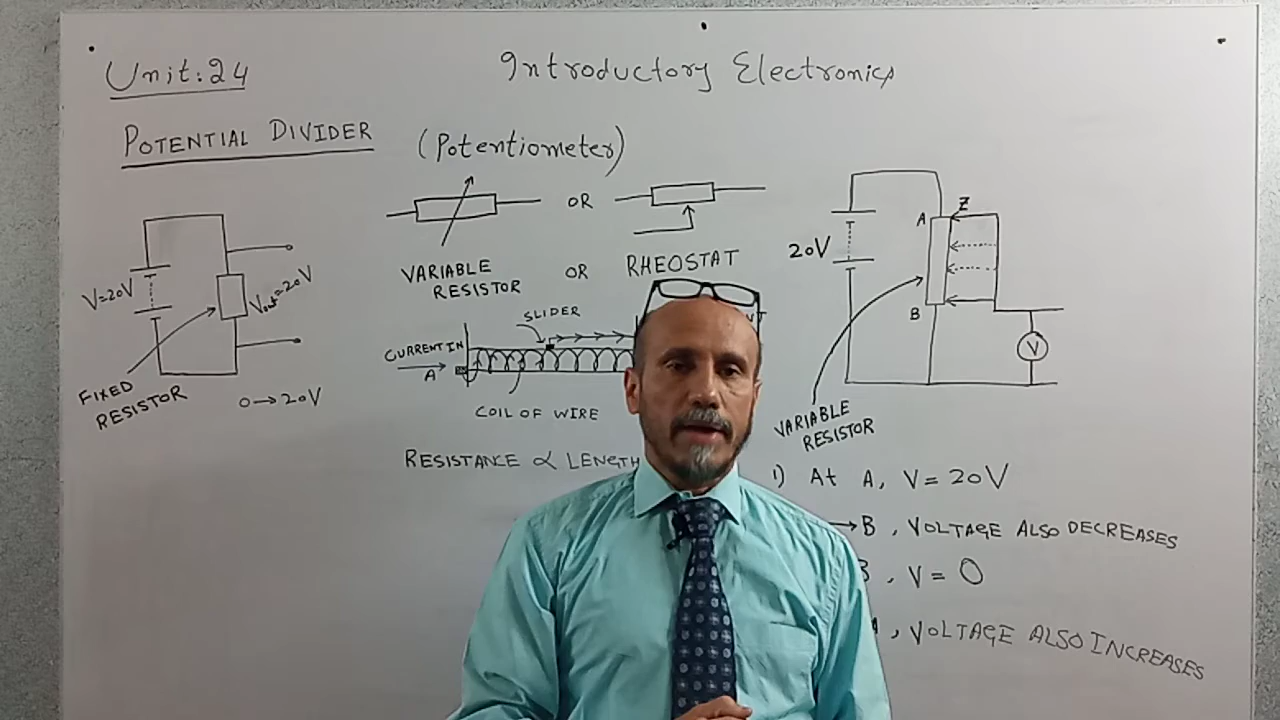 Unit: 24
Introductory Electronics
POTENTIAL DIVIDER
(Potentiometer)
V=20V
Vout=20V
FIXED
RESISTOR
0→20V
OR
VARIABLE
RESISTOR
OR
RHEOSTAT
SLIDER
CURRENT IN
A
COIL OF WIRE
RESISTANCE ∝ LENGTH
20V
A
Z
B
V
VARIABLE
RESISTOR
1) At A, V = 20V
→B, VOLTAGE ALSO DECREASES
, V = 0
, VOLTAGE ALSO INCREASES